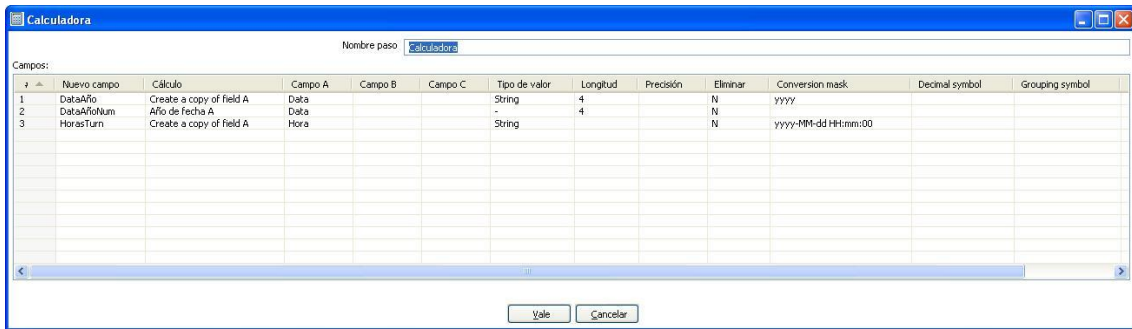 Calculadora
Nombre paso Calculadora
Campos:
# Nuevo campo Cálculo Campo A Campo B Campo C Tipo de valor Longitud Precisión Eliminar Conversion mask Decimal symbol Grouping symbol
1 DataAño Create a copy of field A Data String 4 N yyyy
2 DataAñoNum Año de fecha A Data - 4 N
3 HorasTurn Create a copy of field A Hora String N yyyy-MM-dd HH:mm:00
Vale Cancelar